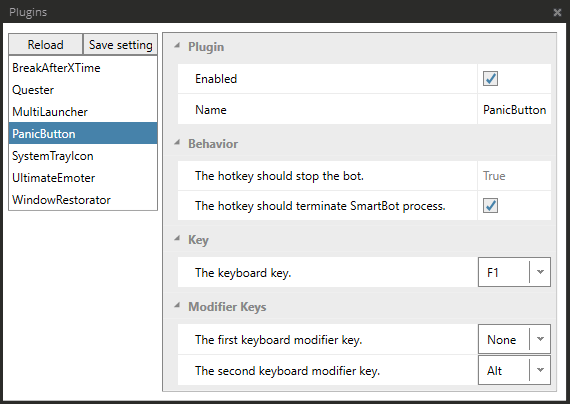 Plugins
Reload
Save setting
BreakAfterXTime
Quester
MultiLauncher
PanicButton
SystemTrayIcon
UltimateEmoter
WindowRestorator
Plugin
Enabled
Name PanicButton
Behavior
The hotkey should stop the bot. True
The hotkey should terminate SmartBot process.
Key
The keyboard key. F1
Modifier Keys
The first keyboard modifier key. None
The second keyboard modifier key. Alt